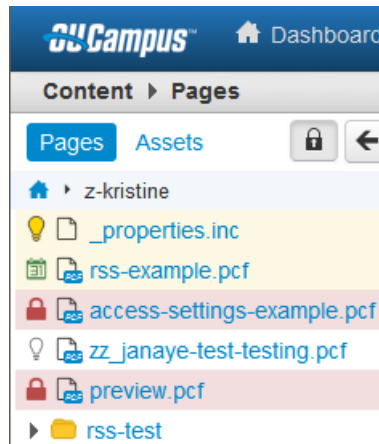 OUCampus™ Dashboard
Content Pages
Pages Assets
z-kristine
_properties.inc
rss-example.pcf
access-settings-example.pcf
zz_janaye-test-testing.pcf
preview.pcf
rss-test